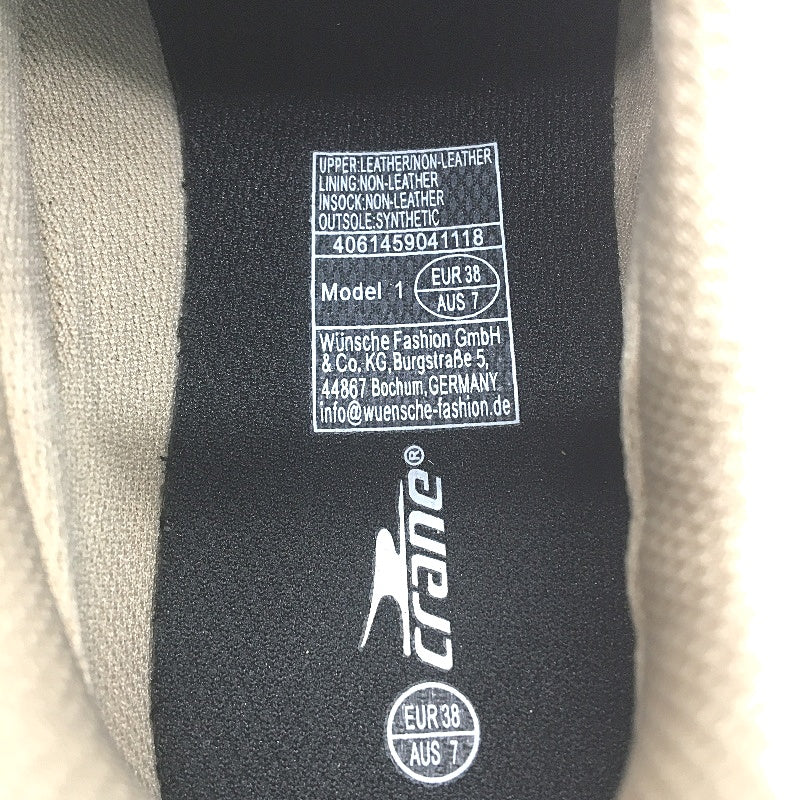 UPPER:LEATHER/NON-LEATHER
LINING:NON-LEATHER
INSOCK:NON-LEATHER
OUTSOLE:SYNTHETIC
4061459041118
Model 1
EUR 38
AUS 7
Wünsche Fashion GmbH
& Co. KG, Burgstraße 5,
44867 Bochum, GERMANY
info@wuensche-fashion.de
crane®
EUR 38
AUS 7